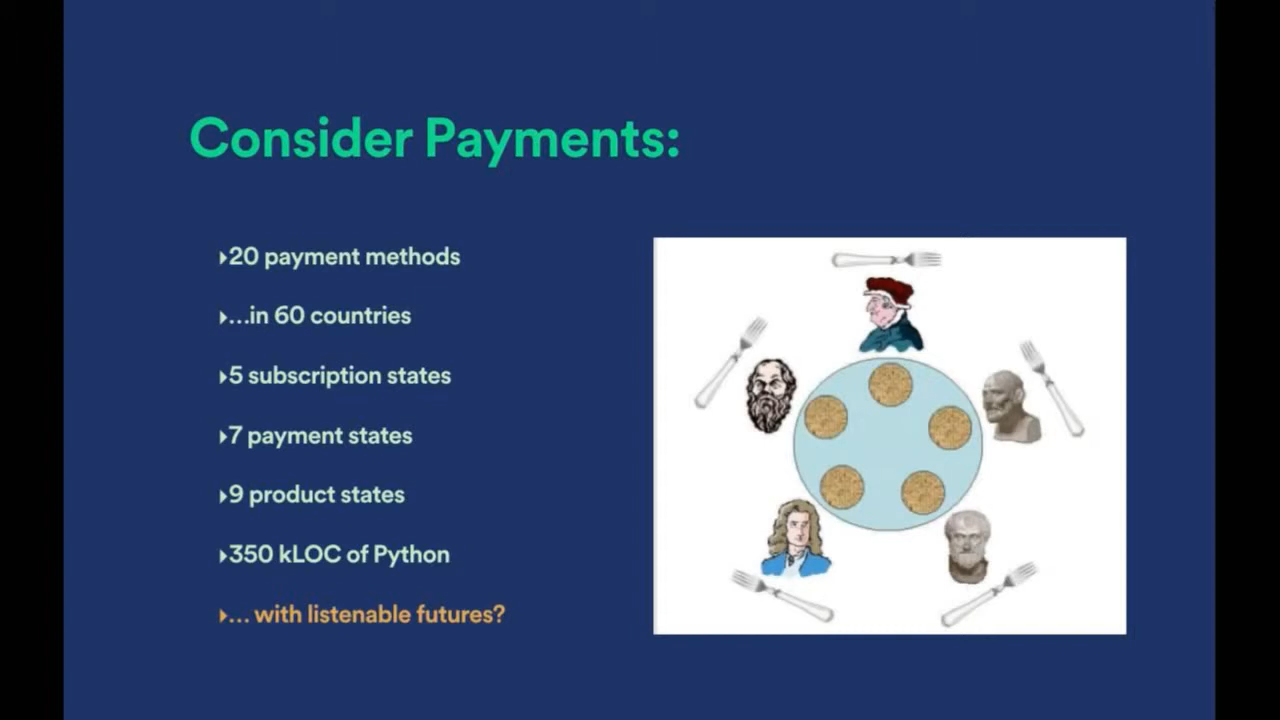 Consider Payments:
‣20 payment methods
‣…in 60 countries
‣5 subscription states
‣7 payment states
‣9 product states
‣350 kLOC of Python
‣… with listenable futures?